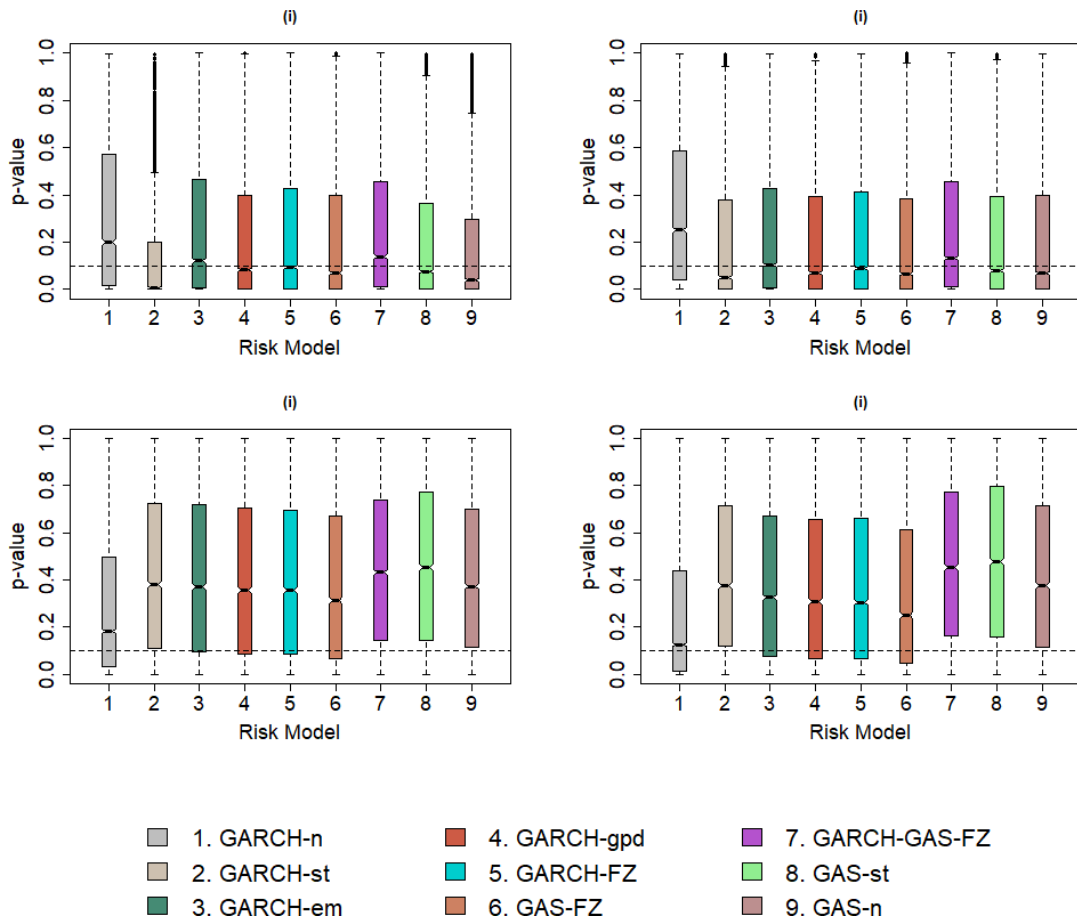 (i)
p-value
0.0 0.2 0.4 0.6 0.8 1.0
1 2 3 4 5 6 7 8 9
Risk Model
(i)
p-value
0.0 0.2 0.4 0.6 0.8 1.0
1 2 3 4 5 6 7 8 9
Risk Model
(i)
p-value
0.0 0.2 0.4 0.6 0.8 1.0
1 2 3 4 5 6 7 8 9
Risk Model
(i)
p-value
0.0 0.2 0.4 0.6 0.8 1.0
1 2 3 4 5 6 7 8 9
Risk Model
1. GARCH-n
2. GARCH-st
3. GARCH-em
4. GARCH-gpd
5. GARCH-FZ
6. GAS-FZ
7. GARCH-GAS-FZ
8. GAS-st
9. GAS-n